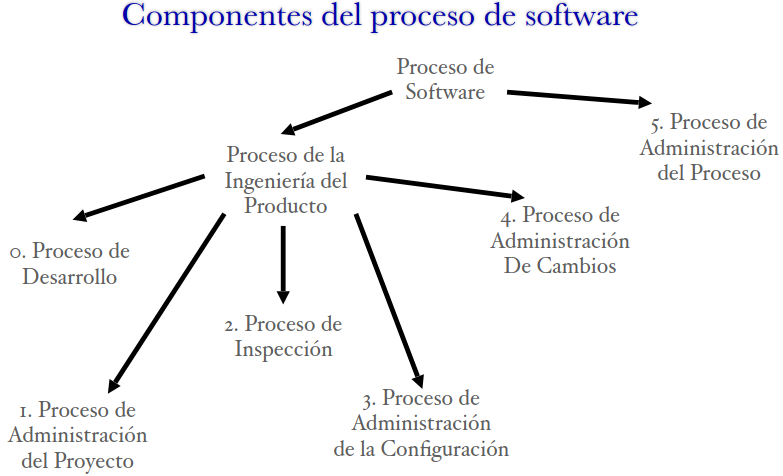 Componentes del proceso de software
Proceso de
Software
5. Proceso de
Administración
del Proceso
Proceso de la
Ingeniería del
Producto
4. Proceso de
Administración
De Cambios
0. Proceso de
Desarrollo
2. Proceso de
Inspección
3. Proceso de
Administración
de la Configuración
1. Proceso de
Administración
del Proyecto